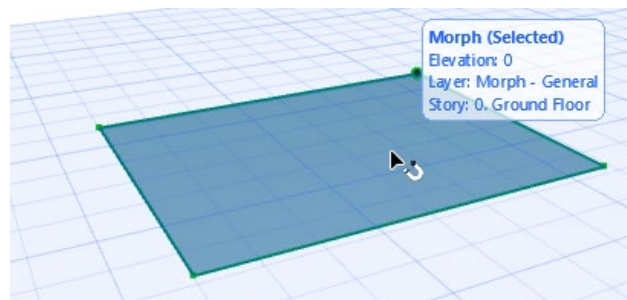 Morph (Selected)
Elevation: 0
Layer: Morph - General
Story: 0. Ground Floor